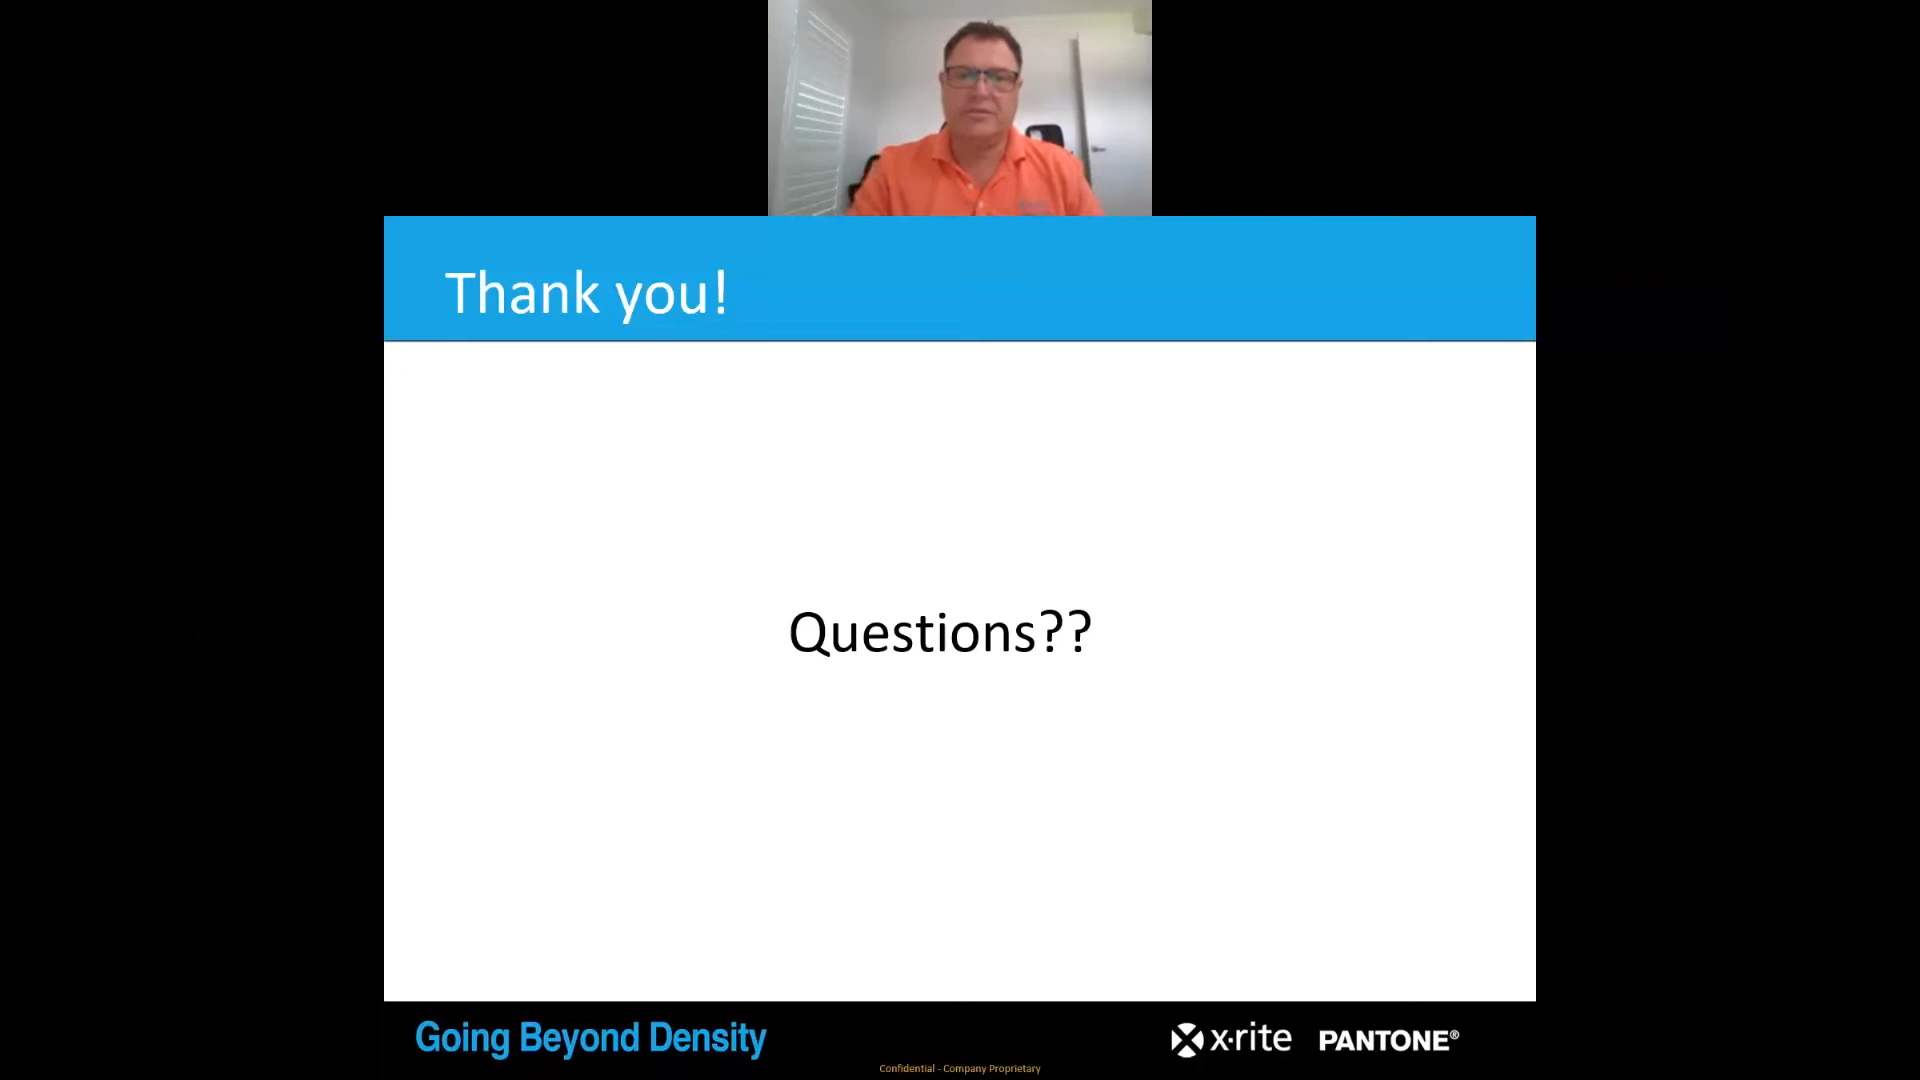 Thank you!
Questions??
Going Beyond Density
x·rite PANTONE®
Confidential - Company Proprietary